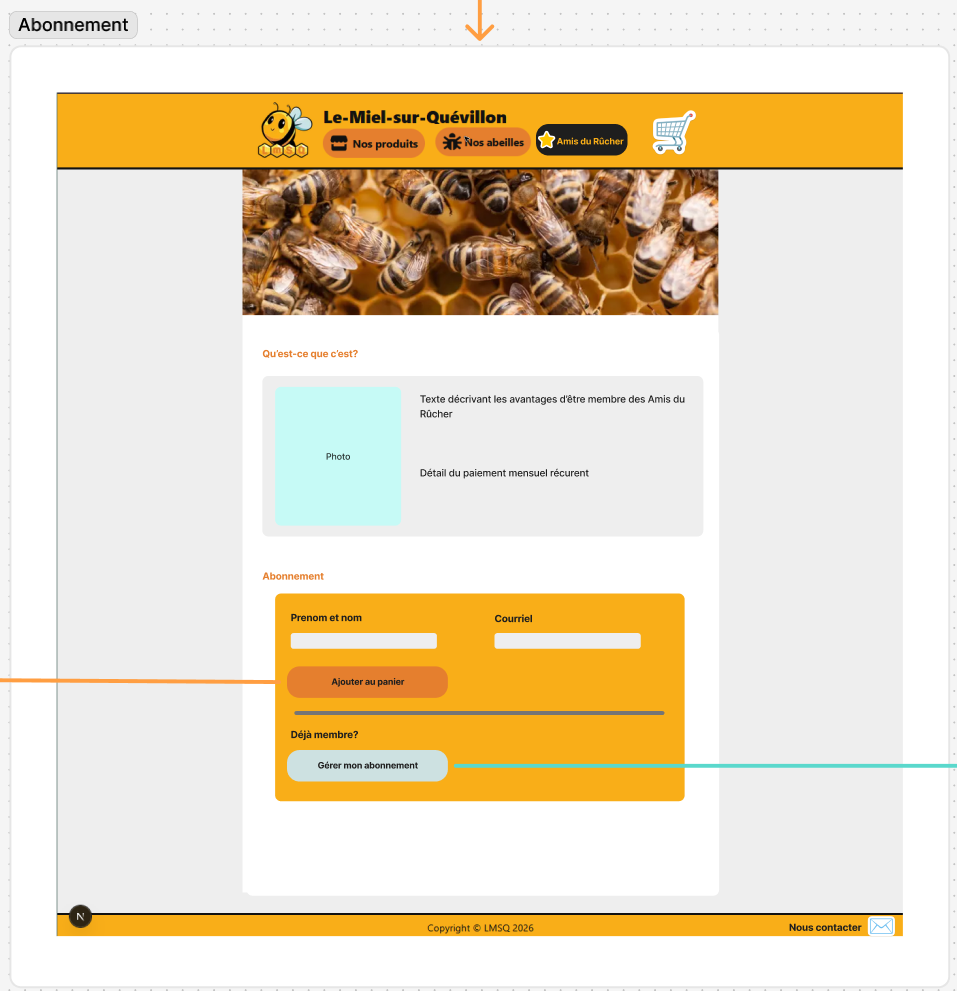 Abonnement
Le-Miel-sur-Quévillon
Nos produits
Nos abeilles
Amis du Rûcher
LMSQ
Qu'est-ce que c'est?
Photo
Texte décrivant les avantages d'être membre des Amis du
Rûcher
Détail du paiement mensuel récurent
Abonnement
Prenom et nom
Courriel
Ajouter au panier
Déjà membre?
Gérer mon abonnement
N
Copyright © LMSQ 2026
Nous contacter